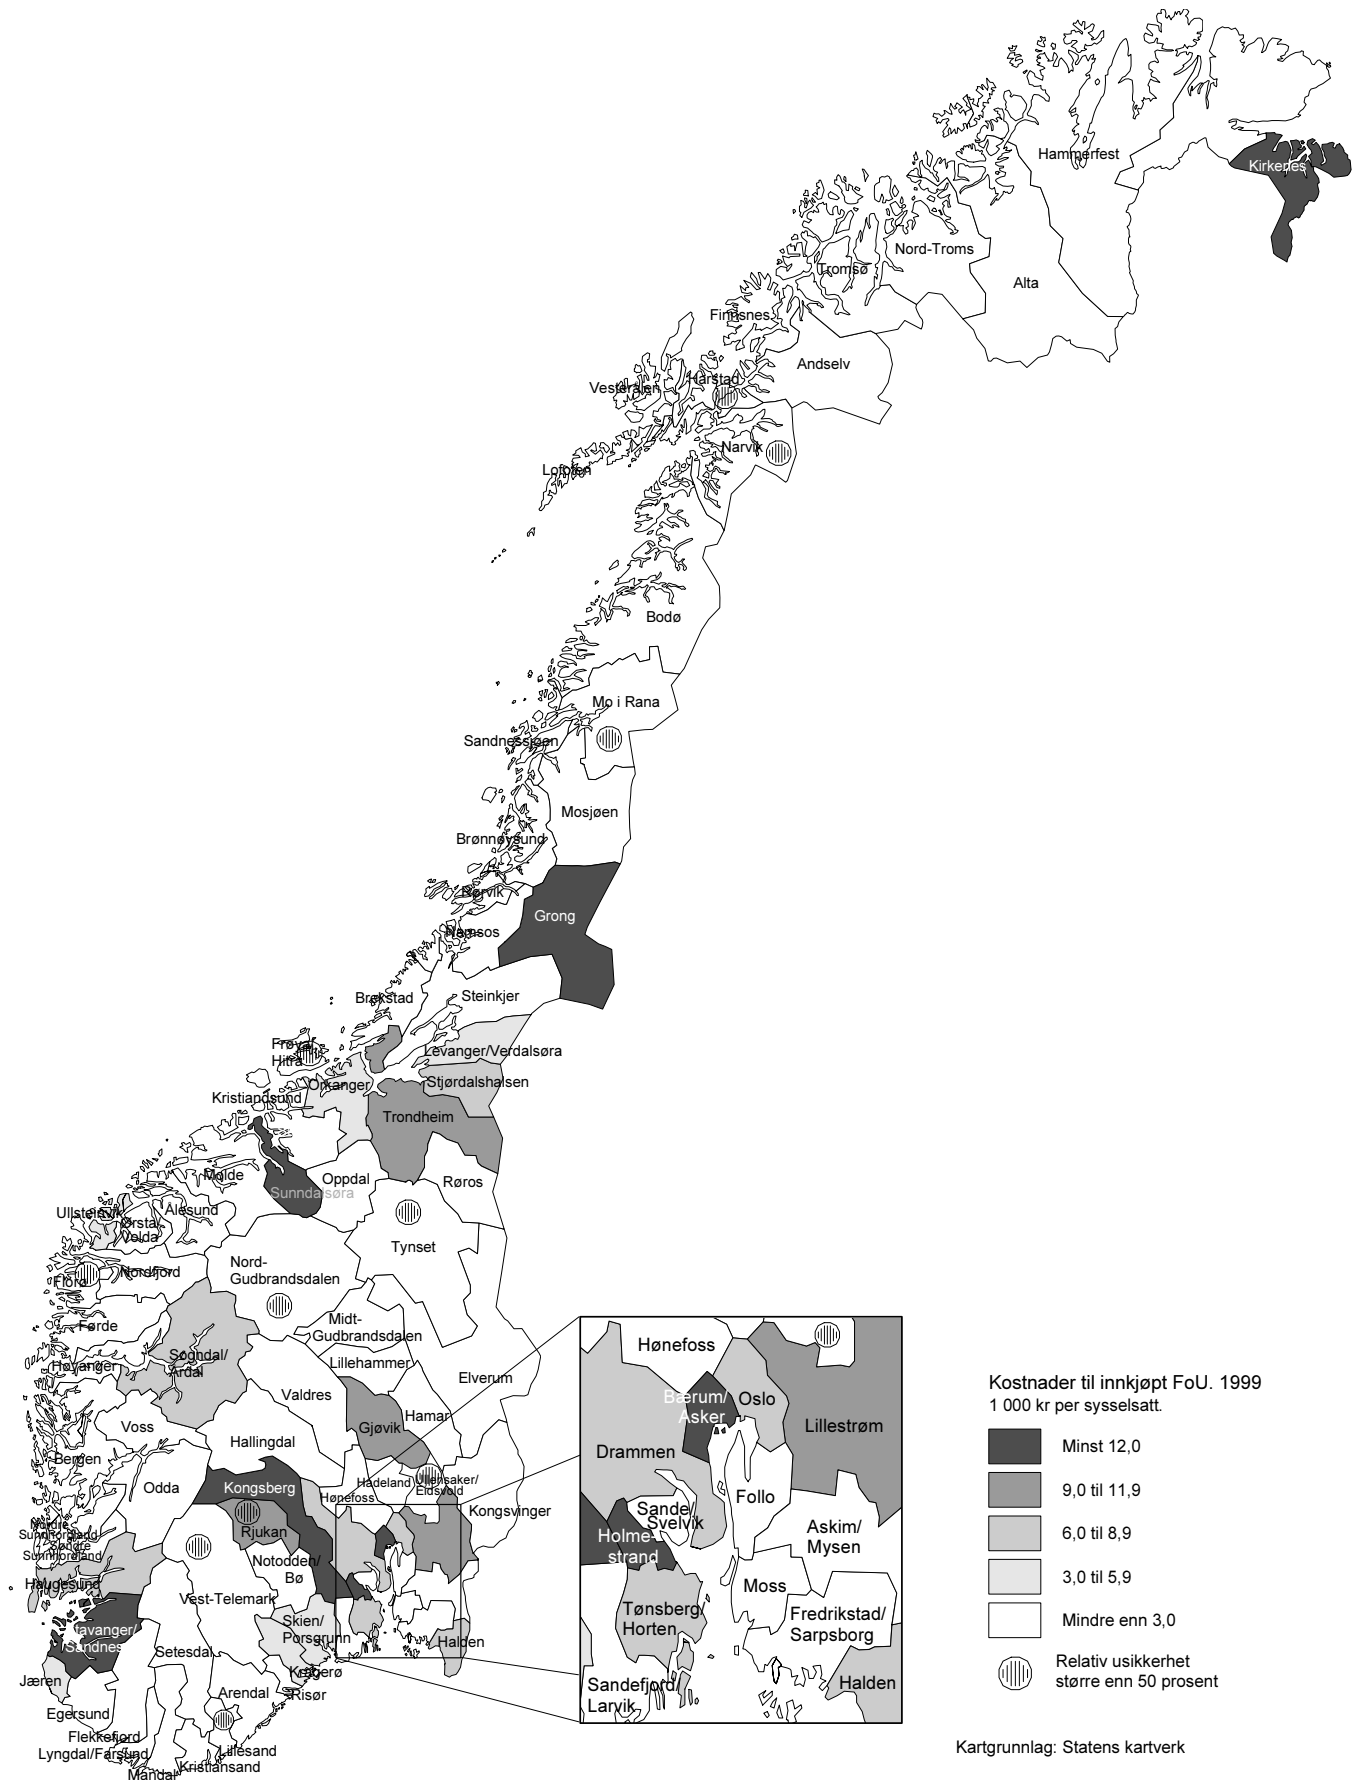 Hammerfest
Kirkenes
Nord-Troms
Tromsø
Alta
Finnsnes
Andselv
Harstad
Vesterålen
Narvik
Lofoten
Bodø
Mo i Rana
Sandnessjøen
Mosjøen
Brønnøysund
Rørvik
Grong
Namsos
Brekstad
Steinkjer
Frøya/
Hitra
Levanger/Verdalsøra
Orkanger
Stjørdalshalsen
Kristiansund
Trondheim
Molde
Oppdal
Røros
Sunndalsøra
Ullsteinvik
Ålesund
Ørsta/
Volda
Tynset
Nord-
Gudbrandsdalen
Nordfjord
Florø
Midt-
Gudbrandsdalen
Førde
Lillehammer
Høyanger
Sogndal/
Årdal
Elverum
Valdres
Hamar
Voss
Gjøvik
Hallingdal
Bergen
Odda
Kongsberg
Hadeland
Ullensaker/
Eidsvold
Hønefoss
Kongsvinger
Nordre
Sunnhordland
Søndre
Sunnhordland
Rjukan
Notodden/
Bø
Haugesund
Vest-Telemark
Skien/
Porsgrunn
Stavanger/
Sandnes
Setesdal
Halden
Jæren
Kragerø
Risør
Arendal
Egersund
Flekkefjord
Lyngdal/Farsund
Lillesand
Kristiansand
Mandal
Hønefoss
Bærum/
Asker
Oslo
Lillestrøm
Drammen
Follo
Sande/
Svelvik
Holme-
strand
Askim/
Mysen
Moss
Tønsberg/
Horten
Fredrikstad/
Sarpsborg
Halden
Sandefjord/
Larvik
Kostnader til innkjøpt FoU. 1999
1 000 kr per sysselsatt.
Minst 12,0
9,0 til 11,9
6,0 til 8,9
3,0 til 5,9
Mindre enn 3,0
Relativ usikkerhet
større enn 50 prosent
Kartgrunnlag: Statens kartverk